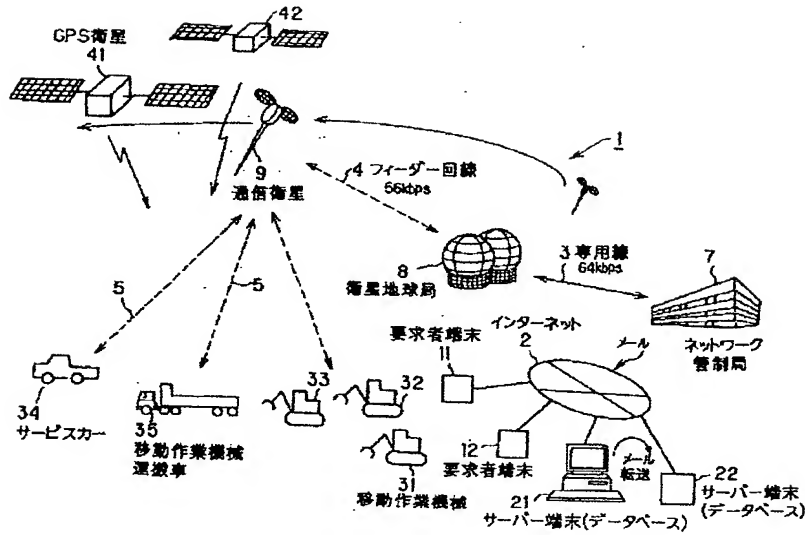 42
GPS衛星
41
1
9
通信衛星
4 フィーダー回線
56kbps
8
衛星地球局
3 専用線
64kbps
7
ネットワーク
管制局
5
5
34
サービスカー
35
移動作業機械
運搬車
33
32
31
移動作業機械
要求者端末
11
インターネット
2
メール
12
要求者端末
メール
転送
21
サーバー端末(データベース)
22
サーバー端末
(データベース)